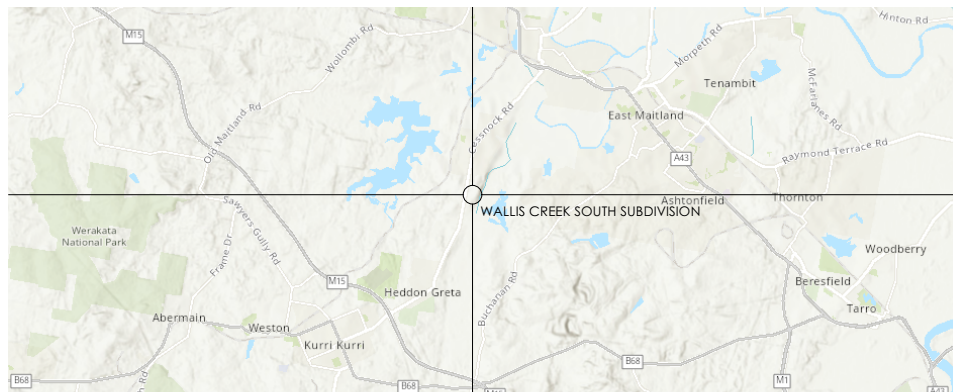 Hinton Rd
M15
Wollombi Rd
Morpeth Rd
Tenambit
McFarlanes Rd
Old Maitland Rd
Cessnock Rd
East Maitland
Raymond Terrace Rd
A43
Ashtonfield
Thornton
WALLIS CREEK SOUTH SUBDIVISION
Sawyers Gully Rd
Werakata
National Park
Frame Dr
Woodberry
Buchanan Rd
M15
Heddon Greta
Beresfield
Tarro
Abermain
Weston
Kurri Kurri
B68
B68
B68
M1
A43